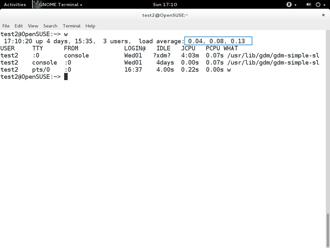 Activities GNOME Terminal Sun 17:10
test2@OpenSUSE:~
File Edit View Search Terminal Help
test2@OpenSUSE:~> w
17:10:20 up 4 days, 15:35, 3 users, load average: 0.04, 0.08, 0.13
USER TTY FROM LOGIN@ IDLE JCPU PCPU WHAT
test2 :0 console Wed01 ?xdm? 4:03m 0.07s /usr/lib/gdm/gdm-simple-sl
test2 console :0 Wed01 4days 0.00s 0.07s /usr/lib/gdm/gdm-simple-sl
test2 pts/0 :0 16:37 4.00s 0.22s 0.00s w
test2@OpenSUSE:~>